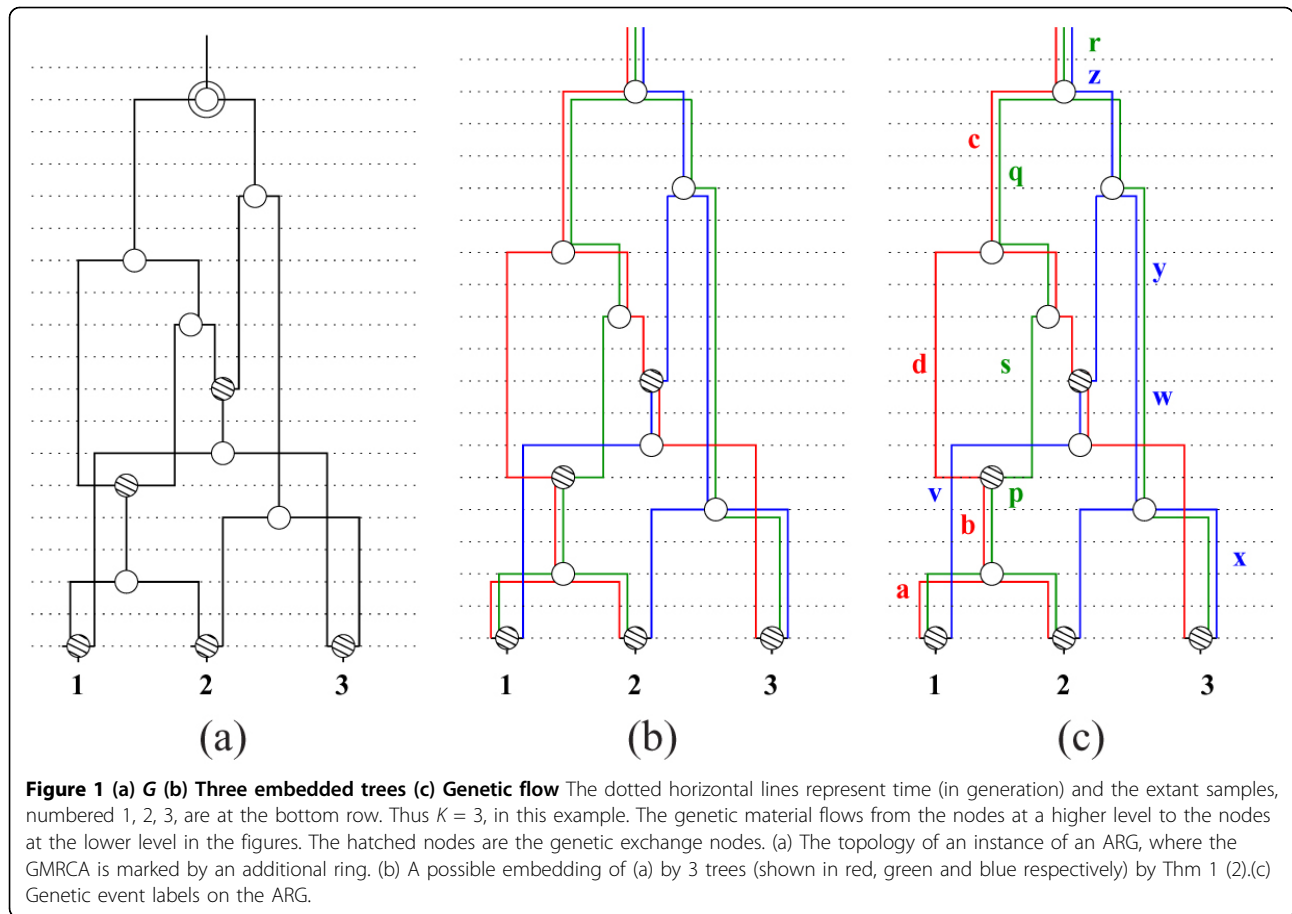 r
z
c
q
y
d
s
w
v
p
b
a
x
1 2 3 1 2 3 1 2 3
(a) (b) (c)
Figure 1 (a) G (b) Three embedded trees (c) Genetic flow The dotted horizontal lines represent time (in generation) and the extant samples,
numbered 1, 2, 3, are at the bottom row. Thus K = 3, in this example. The genetic material flows from the nodes at a higher level to the nodes
at the lower level in the figures. The hatched nodes are the genetic exchange nodes. (a) The topology of an instance of an ARG, where the
GMRCA is marked by an additional ring. (b) A possible embedding of (a) by 3 trees (shown in red, green and blue respectively) by Thm 1 (2).(c)
Genetic event labels on the ARG.